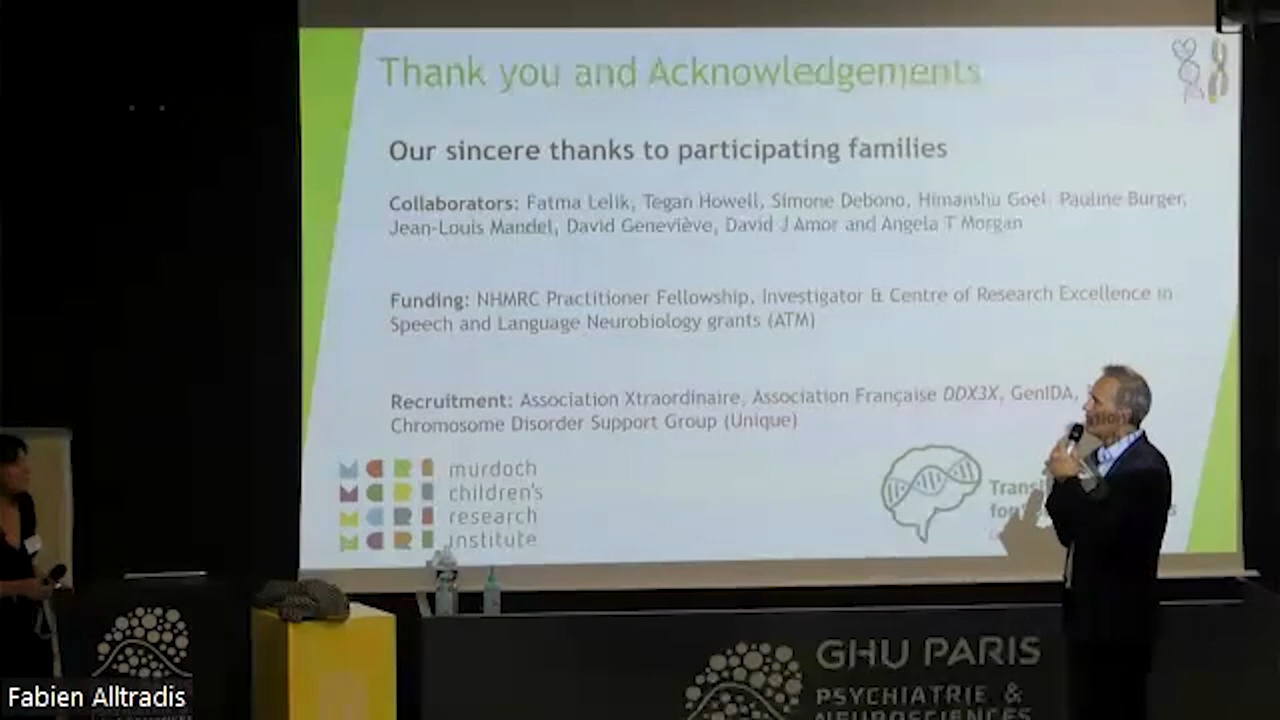 Thank you and Acknowledgements
Our sincere thanks to participating families
Collaborators: Fatma Lelik, Tegan Howell, Simone Debono, Himanshu Goel, Pauline Burger,
Jean-Louis Mandel, David Geneviève, David J Amor and Angela T Morgan
Funding: NHMRC Practitioner Fellowship, Investigator & Centre of Research Excellence in
Speech and Language Neurobiology grants (ATM)
Recruitment: Association Xtraordinaire, Association Française DDX3X, GenIDA,
Chromosome Disorder Support Group (Unique)
murdoch
children's
research
institute
GHU PARIS
PSYCHIATRIE &
NEUROSCIENCES
Fabien Alltradis